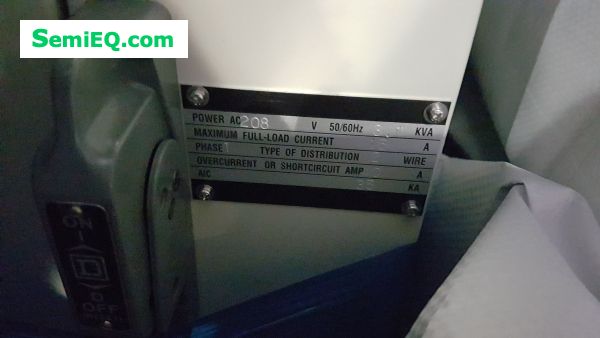 SemiEQ.com
POWER AC 208 V 50/60Hz KVA
MAXIMUM FULL-LOAD CURRENT A
PHASE 1 TYPE OF DISTRIBUTION WIRE
OVERCURRENT OR SHORTCIRCUIT AMP A
AIC KA
ON
I
O
OFF